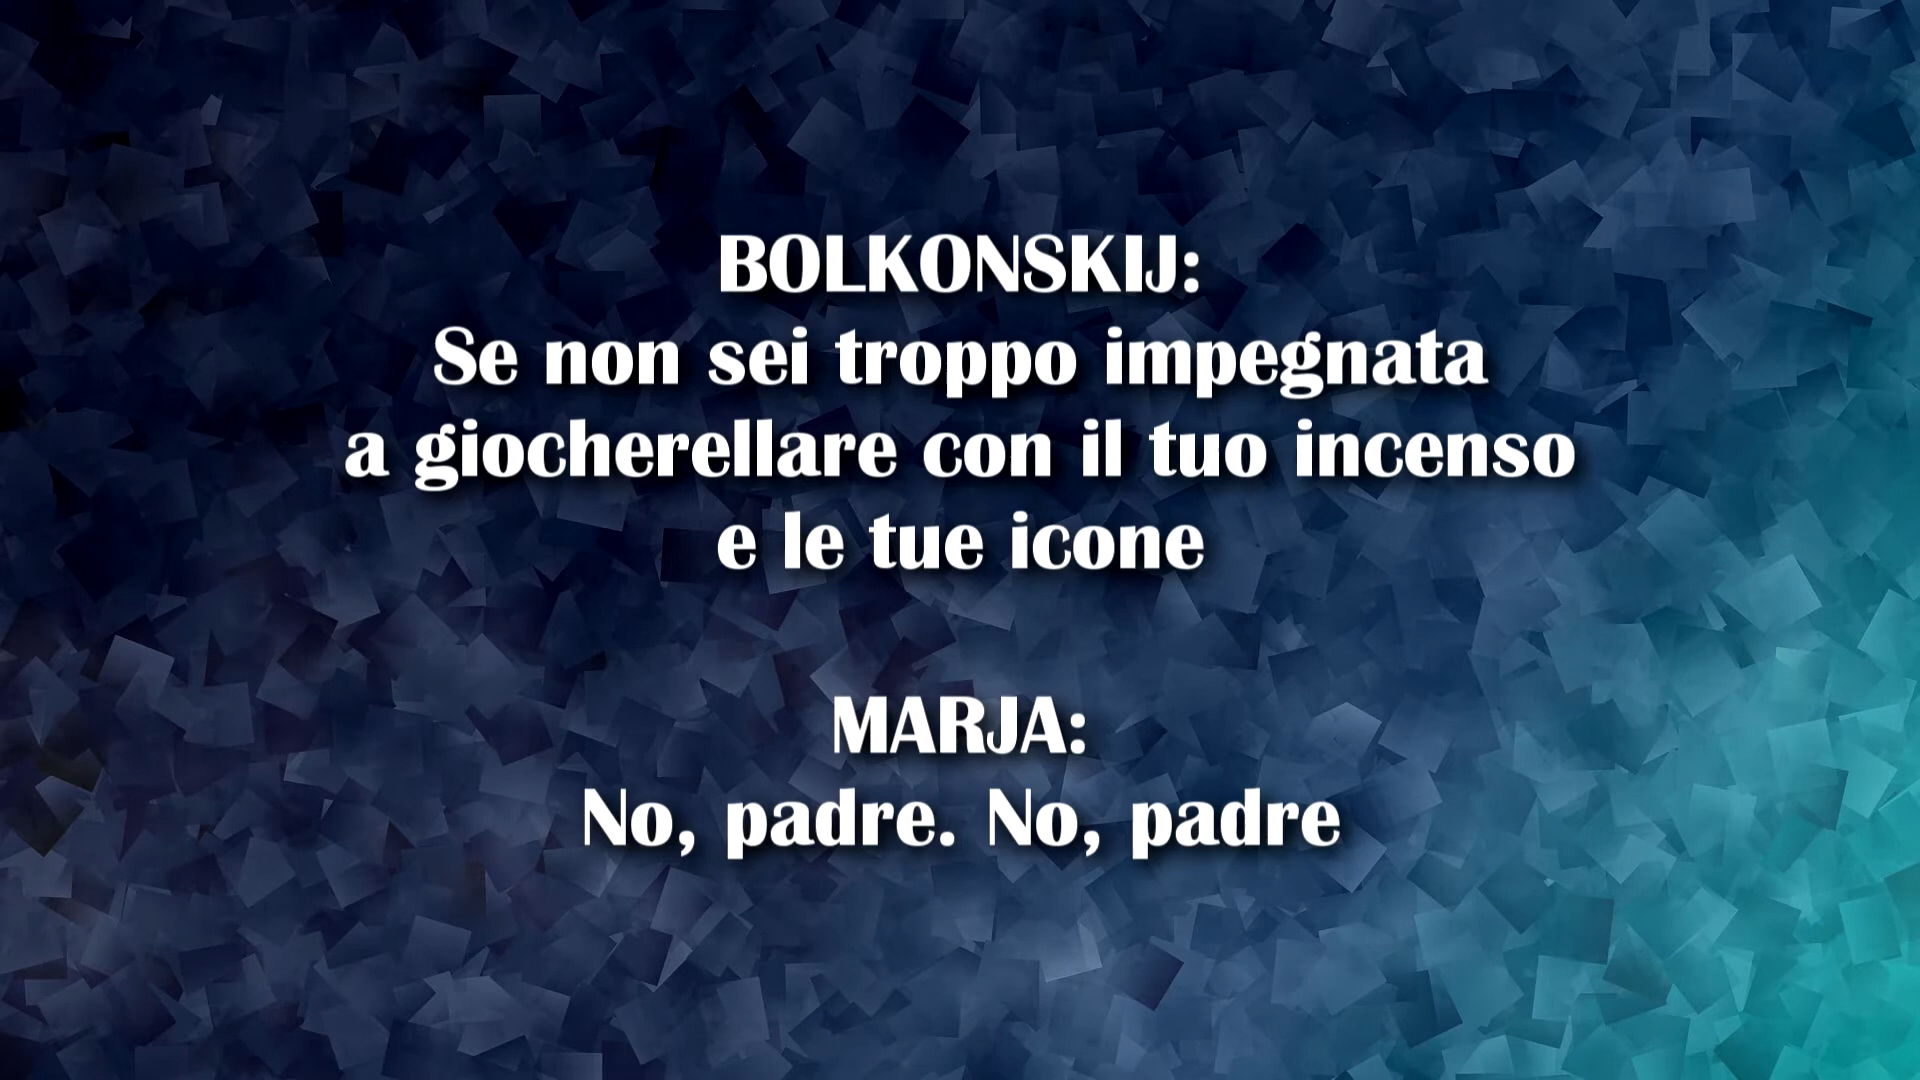 BOLKONSKIJ:
Se non sei troppo impegnata
a giocherellare con il tuo incenso
e le tue icone
MARJA:
No, padre. No, padre